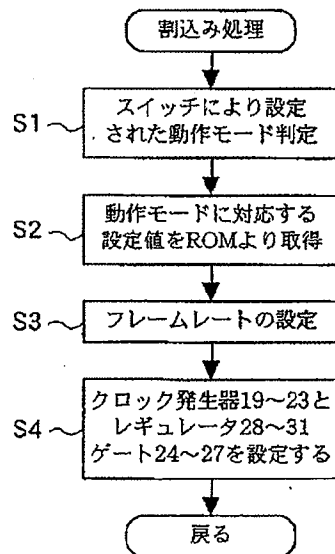 割込み処理
S1
スイッチにより設定
された動作モード判定
S2
動作モードに対応する
設定値をROMより取得
S3
フレームレートの設定
S4
クロック発生器19~23と
レギュレータ28~31
ゲート24~27を設定する
戻る